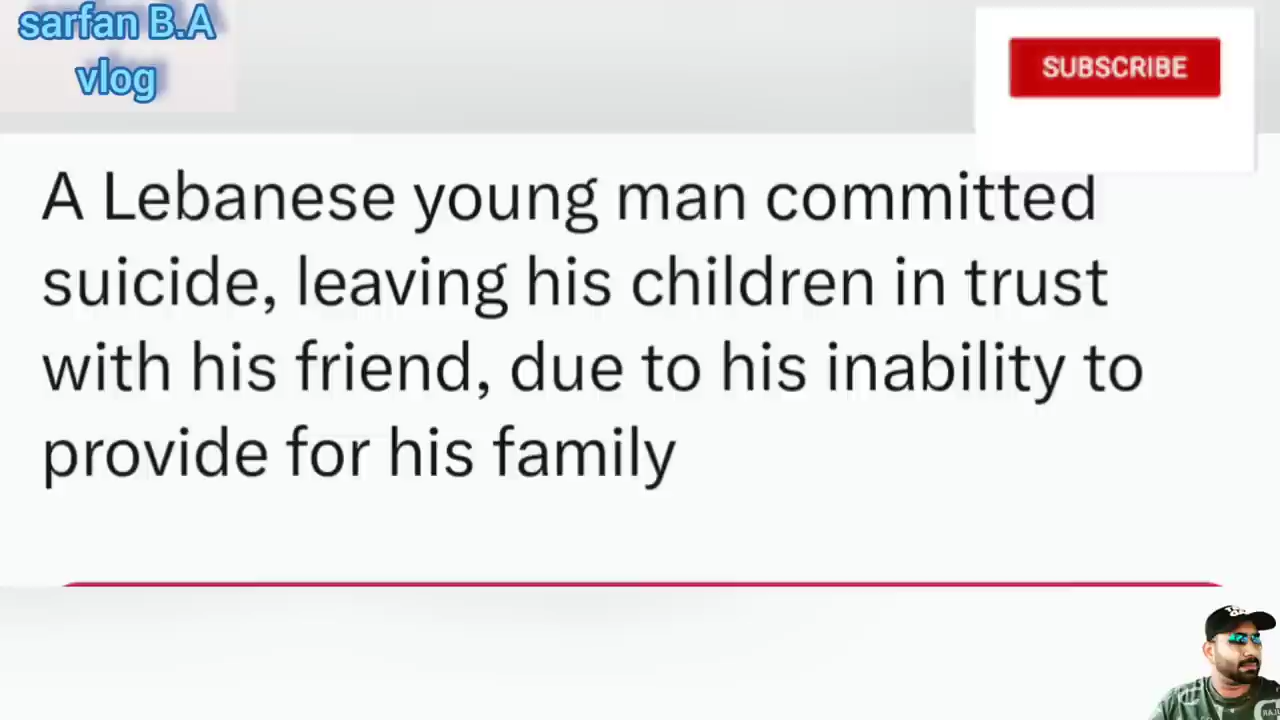 sarfan B.A
vlog
SUBSCRIBE
A Lebanese young man committed
suicide, leaving his children in trust
with his friend, due to his inability to
provide for his family